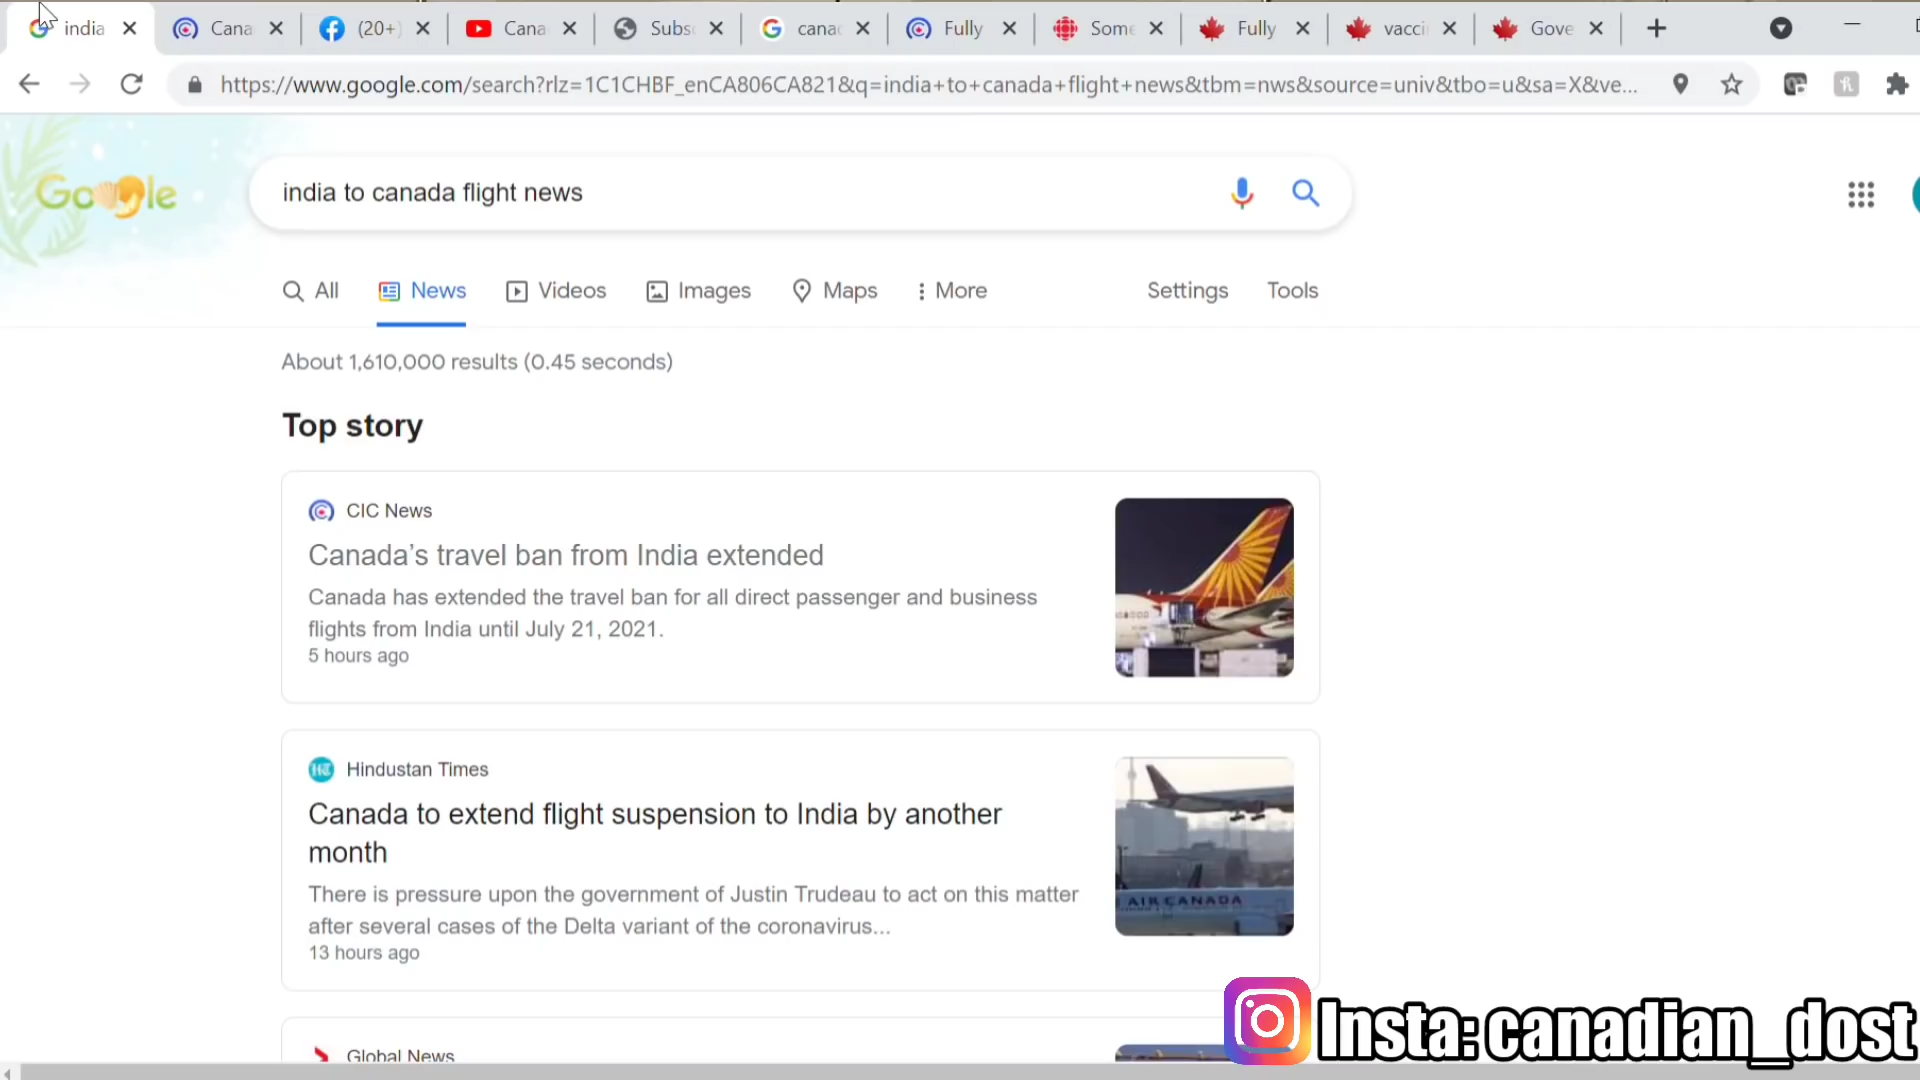 india Cana (20+) Cana Subsc canad Fully Some Fully vacci Gove
https://www.google.com/search?rlz=1C1CHBF_enCA806CA821&q=india+to+canada+flight+news&tbm=nws&source=univ&tbo=u&sa=X&ve...
Google
india to canada flight news
All News Videos Images Maps More Settings Tools
About 1,610,000 results (0.45 seconds)
Top story
CIC News
Canada’s travel ban from India extended
Canada has extended the travel ban for all direct passenger and business
flights from India until July 21, 2021.
5 hours ago
Hindustan Times
Canada to extend flight suspension to India by another
month
There is pressure upon the government of Justin Trudeau to act on this matter
after several cases of the Delta variant of the coronavirus...
13 hours ago
AIR CANADA
Global News
Insta: canadian_dost